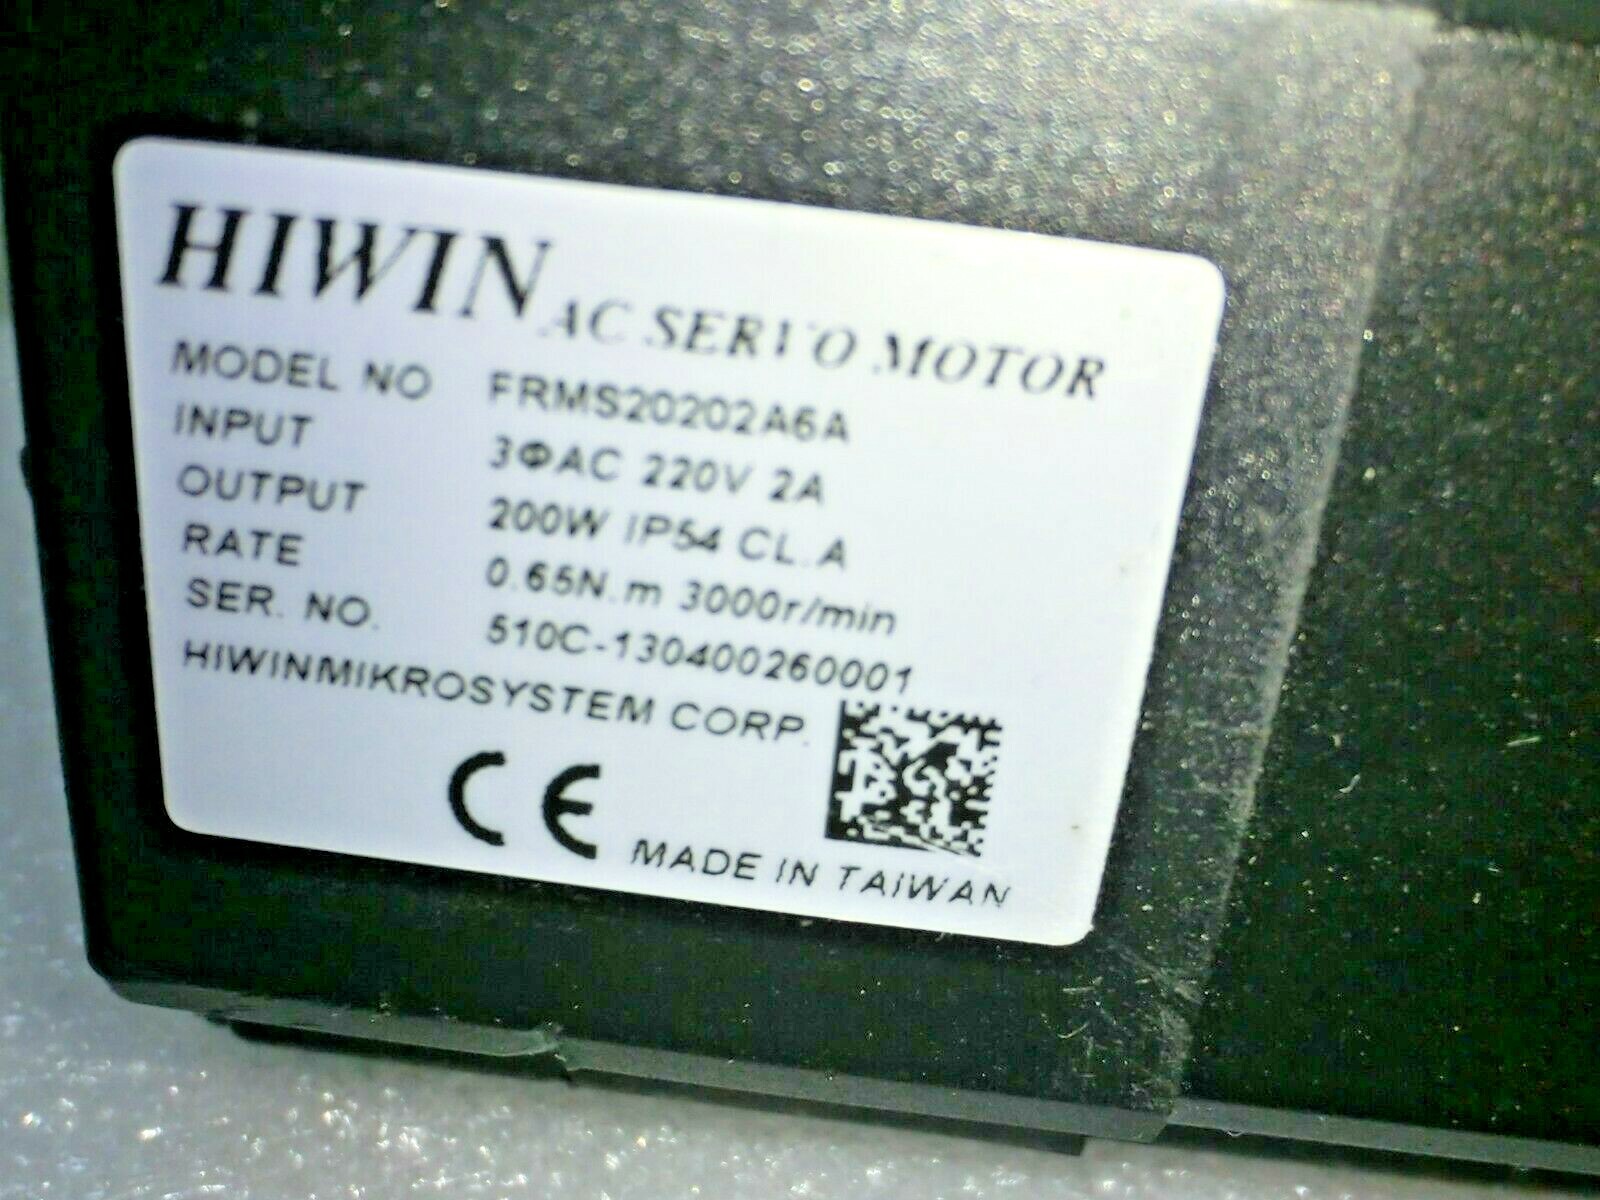 HIWIN AC SERVO MOTOR
MODEL NO FRMS20202A6A
INPUT 3ΦAC 220V 2A
OUTPUT 200W IP54 CL.A
RATE 0.65N.m 3000r/min
SER. NO. 510C-130400260001
HIWINMIKROSYSTEM CORP.
CE MADE IN TAIWAN